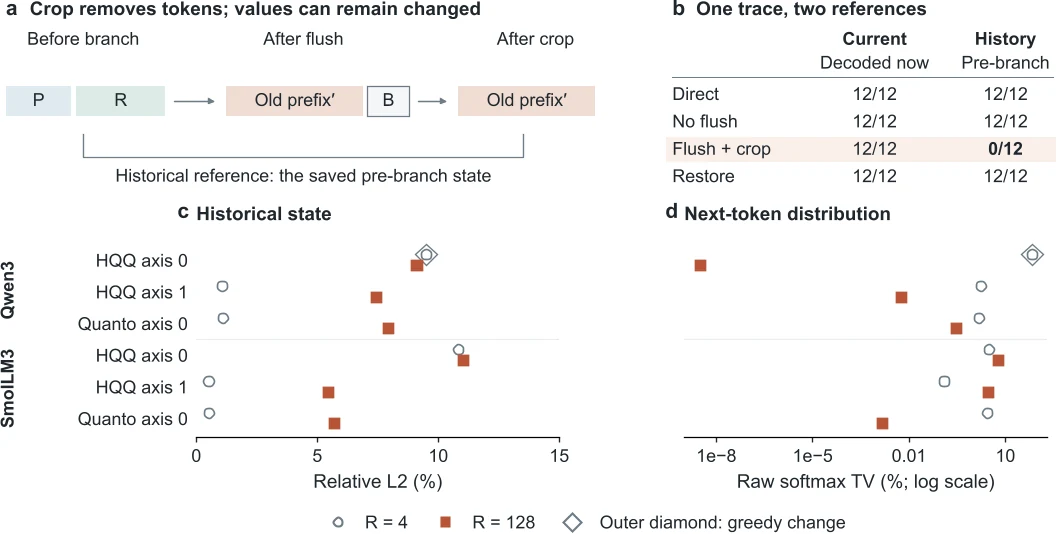 a Crop removes tokens; values can remain changed
Before branch After flush After crop
P R Old prefix′ B Old prefix′
Historical reference: the saved pre-branch state
b One trace, two references
Current History
Decoded now Pre-branch
Direct 12/12 12/12
No flush 12/12 12/12
Flush + crop 12/12 0/12
Restore 12/12 12/12
c Historical state
Qwen3
HQQ axis 0
HQQ axis 1
Quanto axis 0
SmolLM3
HQQ axis 0
HQQ axis 1
Quanto axis 0
0 5 10 15
Relative L2 (%)
d Next-token distribution
1e−8 1e−5 0.01 10
Raw softmax TV (%; log scale)
R = 4 R = 128 Outer diamond: greedy change